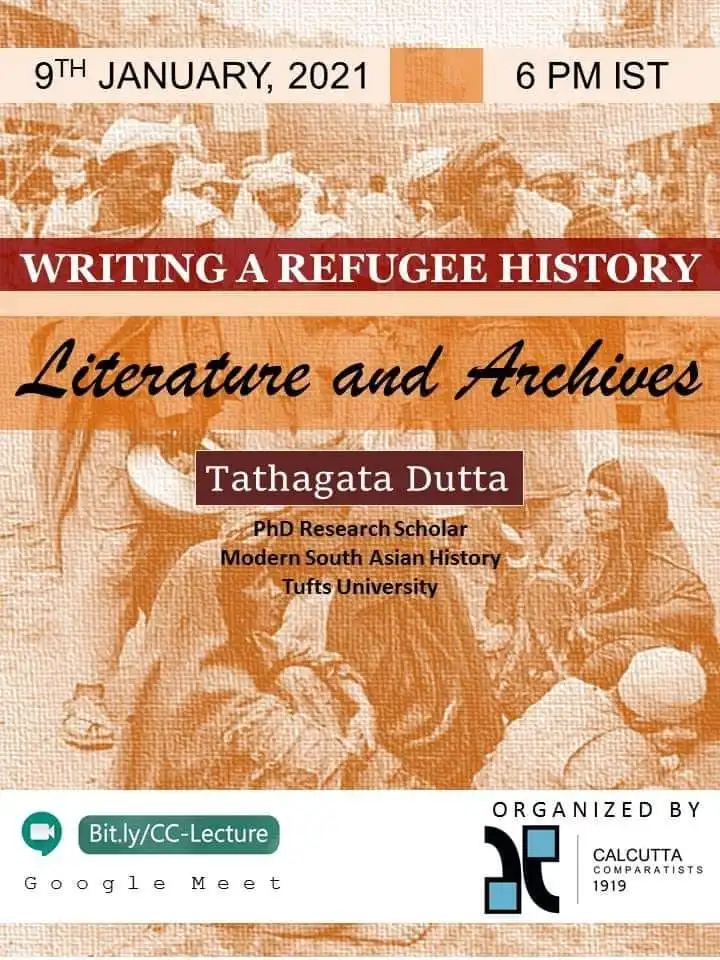 9TH JANUARY, 2021
6 PM IST
WRITING A REFUGEE HISTORY
Literature and Archives
Tathagata Dutta
PhD Research Scholar
Modern South Asian History
Tufts University
Bit.ly/CC-Lecture
Google Meet
ORGANIZED BY
CALCUTTA
COMPARATISTS
1919